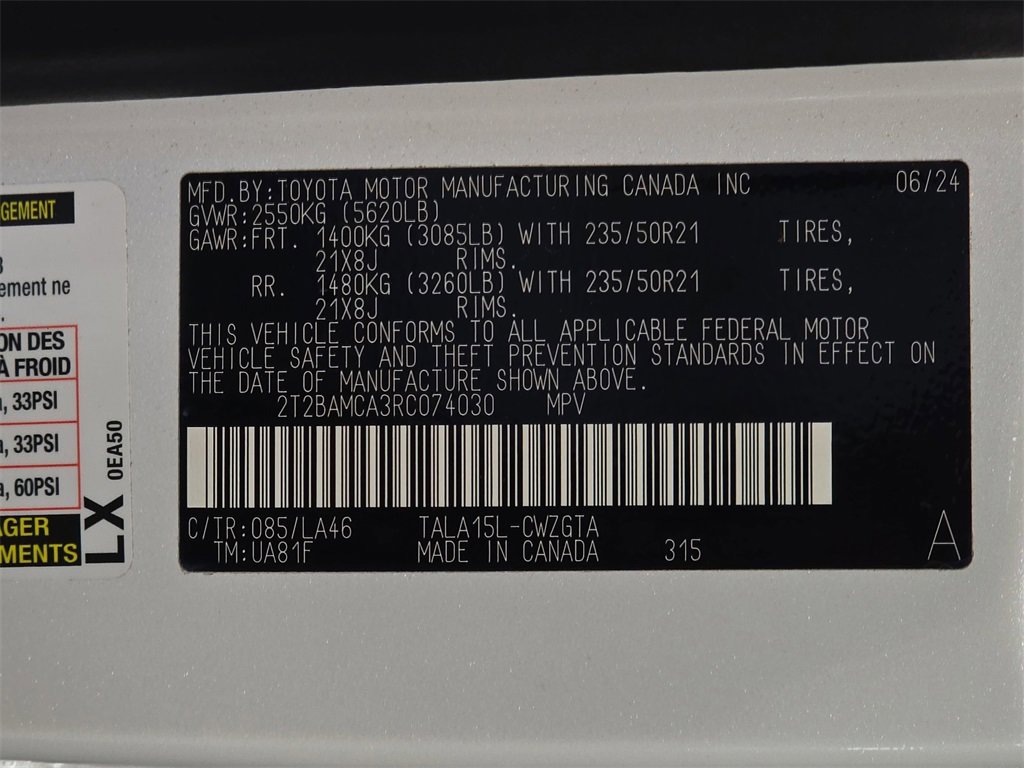 GEMENT
ement ne
ON DES
À FROID
, 33PSI
, 33PSI
, 60PSI
AGER
MENTS
LX 0EA50
MFD.BY:TOYOTA MOTOR MANUFACTURING CANADA INC 06/24
GVWR:2550KG (5620LB)
GAWR:FRT. 1400KG (3085LB) WITH 235/50R21 TIRES,
21X8J RIMS.
RR. 1480KG (3260LB) WITH 235/50R21 TIRES,
21X8J RIMS.
THIS VEHICLE CONFORMS TO ALL APPLICABLE FEDERAL MOTOR
VEHICLE SAFETY AND THEFT PREVENTION STANDARDS IN EFFECT ON
THE DATE OF MANUFACTURE SHOWN ABOVE.
2T2BAMCA3RC074030 MPV
C/TR:085/LA46 TALA15L-CWZGTA
TM:UA81F MADE IN CANADA 315 A